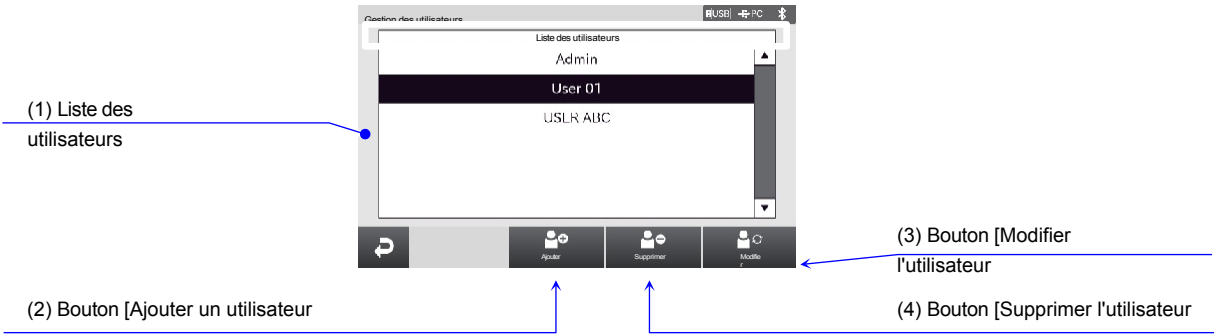 Gestion des utilisateurs
USB PC
Liste des utilisateurs
Admin
User 01
USER ABC
(1) Liste des
utilisateurs
Ajouter
Supprimer
Modifie
r
(3) Bouton [Modifier
l'utilisateur
(2) Bouton [Ajouter un utilisateur
(4) Bouton [Supprimer l'utilisateur